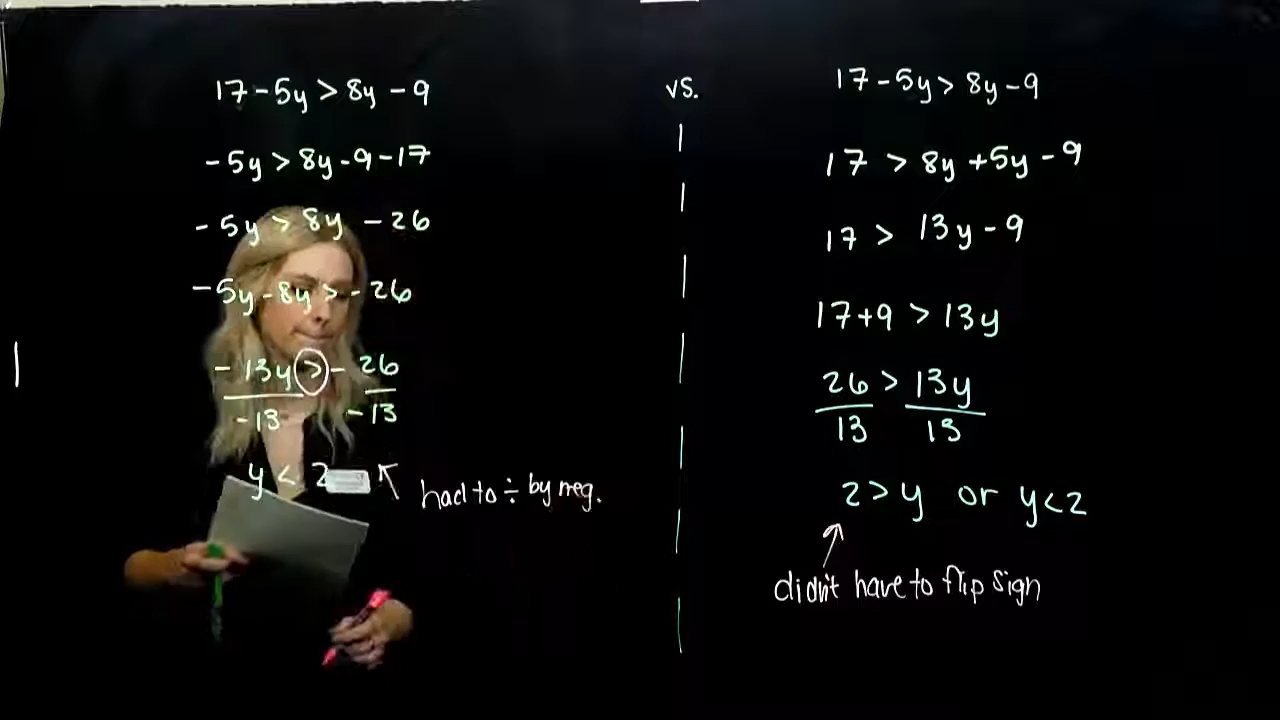 17-5y > 8y -9
-5y > 8y-9-17
-5y > 8y -26
-5y-8y > -26
-13y > -26
-13 -13
y < 2
had to ÷ by neg.
vs.
17-5y > 8y-9
17 > 8y +5y -9
17 > 13y -9
17+9 > 13y
26 > 13y
13 13
2 > y or y<2
didn't have to flip sign